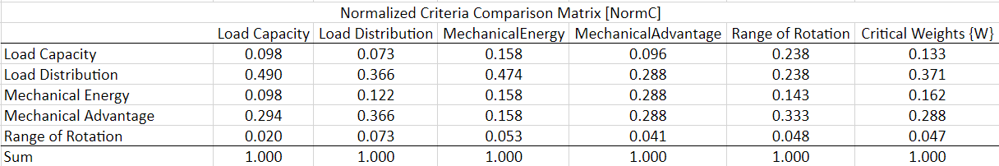 Normalized Criteria Comparison Matrix [NormC]
Load Capacity Load Distribution MechanicalEnergy MechanicalAdvantage Range of Rotation Critical Weights {W}
Load Capacity 0.098 0.073 0.158 0.096 0.238 0.133
Load Distribution 0.490 0.366 0.474 0.288 0.238 0.371
Mechanical Energy 0.098 0.122 0.158 0.288 0.143 0.162
Mechanical Advantage 0.294 0.366 0.158 0.288 0.333 0.288
Range of Rotation 0.020 0.073 0.053 0.041 0.048 0.047
Sum 1.000 1.000 1.000 1.000 1.000 1.000